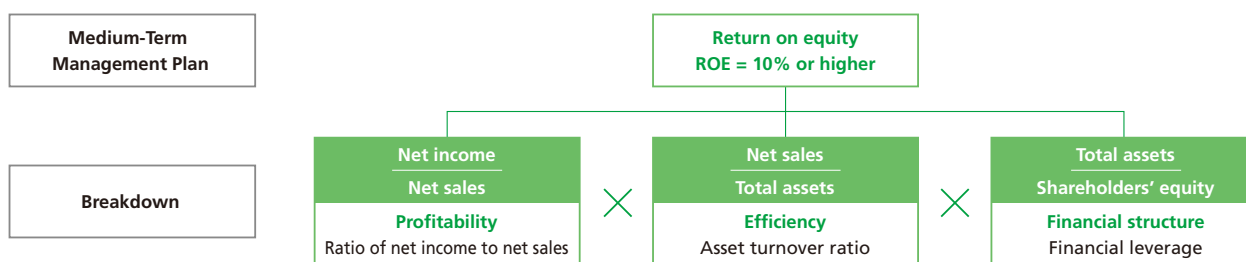 Medium-Term
Management Plan
Return on equity
ROE = 10% or higher
Breakdown
Net income
Net sales
Profitability
Ratio of net income to net sales
×
Net sales
Total assets
Efficiency
Asset turnover ratio
×
Total assets
Shareholders’ equity
Financial structure
Financial leverage